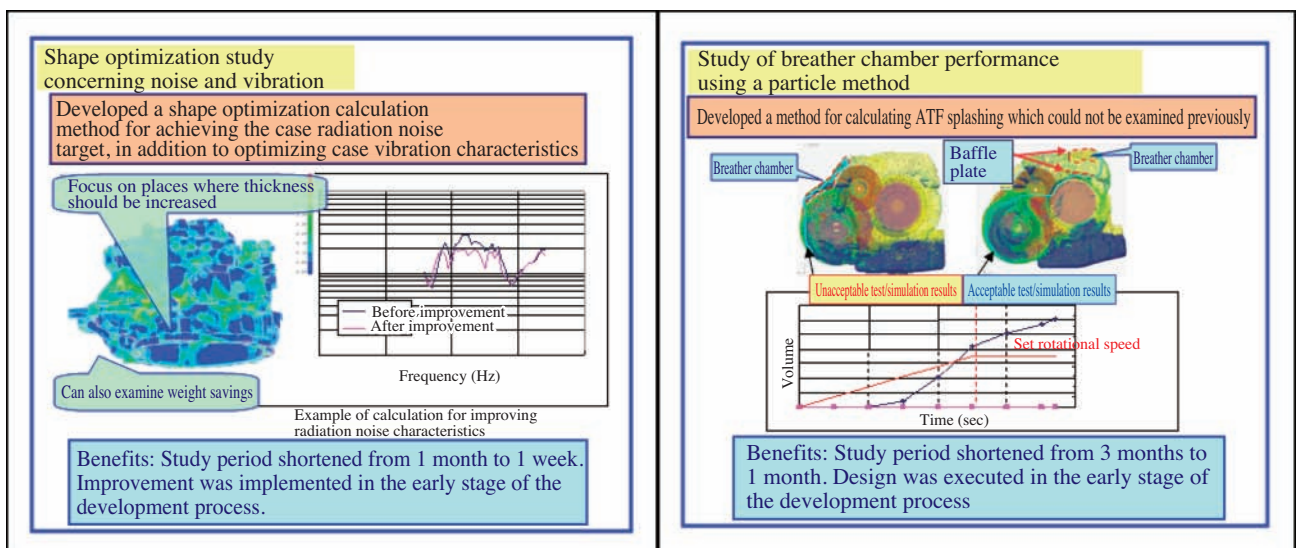 Shape optimization study
concerning noise and vibration
Developed a shape optimization calculation
method for achieving the case radiation noise
target, in addition to optimizing case vibration characteristics
Focus on places where thickness
should be increased
Can also examine weight savings
Before improvement
After improvement
Frequency (Hz)
Example of calculation for improving
radiation noise characteristics
Benefits: Study period shortened from 1 month to 1 week.
Improvement was implemented in the early stage of the
development process.
Study of breather chamber performance
using a particle method
Developed a method for calculating ATF splashing which could not be examined previously
Breather chamber
Baffle
plate
Breather chamber
Unacceptable test/simulation results
Acceptable test/simulation results
Set rotational speed
Volume
Time (sec)
Benefits: Study period shortened from 3 months to
1 month. Design was executed in the early stage of
the development process